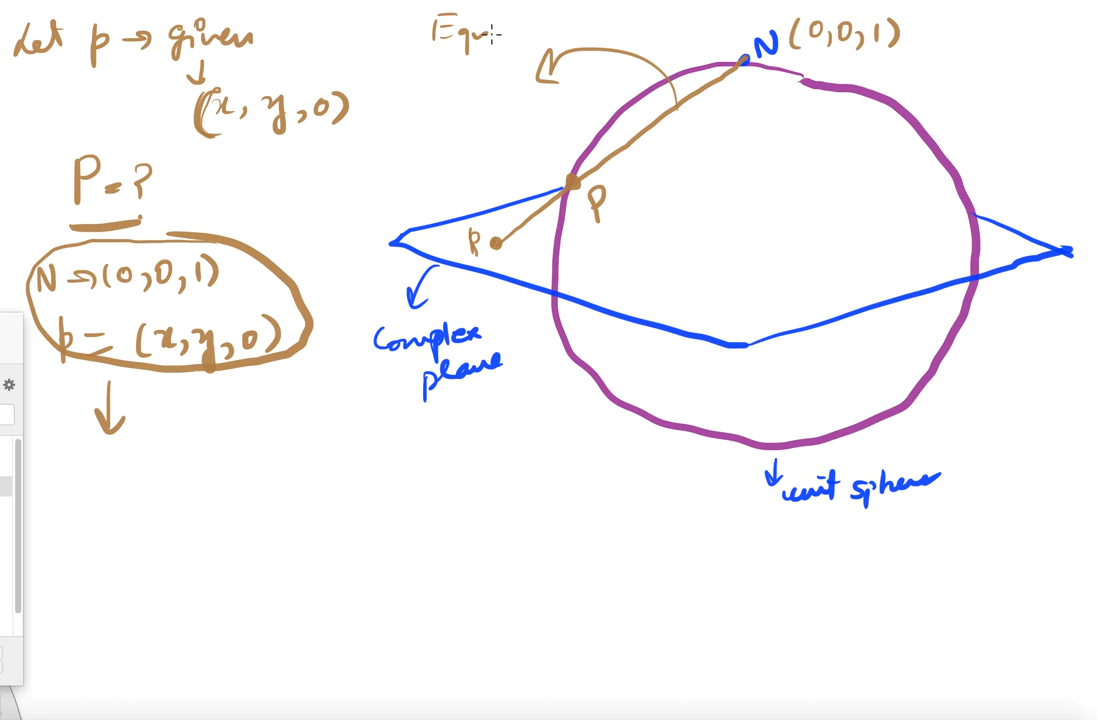 Let p → given
(x, y, 0)
P = ?
N → (0, 0, 1)
p = (x, y, 0)
Equ
N (0, 0, 1)
P
p
Complex
plane
unit sphere